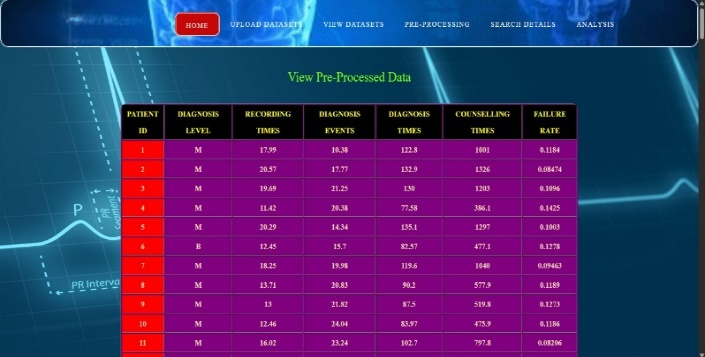 HOME UPLOAD DATASETS VIEW DATASETS PRE-PROCESSING SEARCH DETAILS ANALYSIS
View Pre-Processed Data
PATIENT ID DIAGNOSIS LEVEL RECORDING TIMES DIAGNOSIS EVENTS DIAGNOSIS TIMES COUNSELLING TIMES FAILURE RATE
1 M 17.99 10.38 122.8 1001 0.1184
2 M 20.57 17.77 132.9 1326 0.08474
3 M 19.69 21.25 130 1203 0.1096
4 M 11.42 20.38 77.58 386.1 0.1425
5 M 20.29 14.34 135.1 1297 0.1003
6 B 12.45 15.7 82.57 477.1 0.1278
7 M 18.25 19.98 119.6 1040 0.09463
8 M 13.71 20.83 90.2 577.9 0.1189
9 M 13 21.82 87.5 519.8 0.1273
10 M 12.46 24.04 83.97 475.9 0.1186
11 M 16.02 23.24 102.7 797.8 0.08206
P
PR Segment
PR Interva